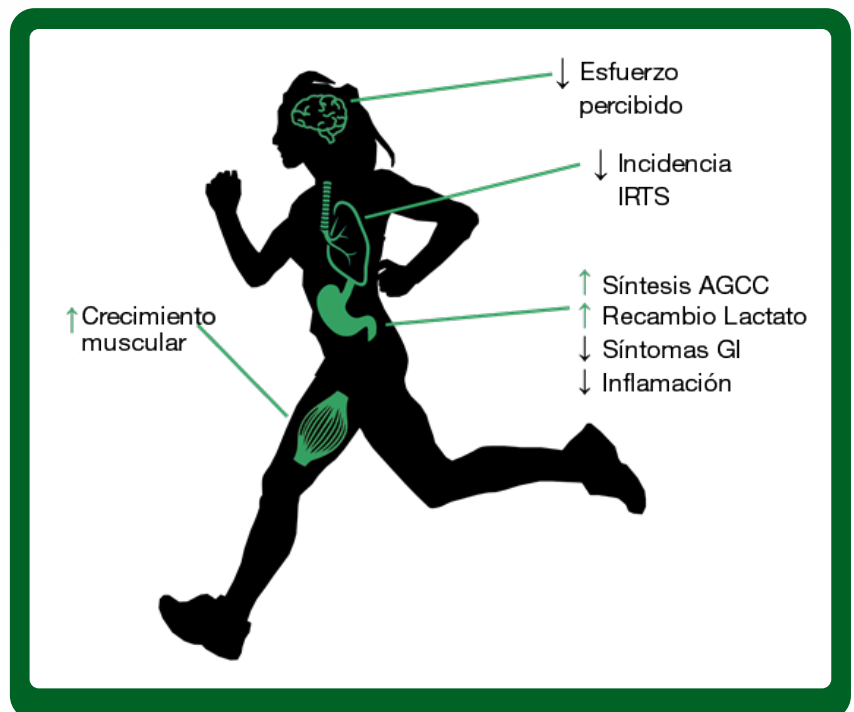 ↓ Esfuerzo
percibido
↓ Incidencia
IRTS
↑ Síntesis AGCC
↑ Recambio Lactato
↓ Síntomas GI
↓ Inflamación
↑ Crecimiento
muscular